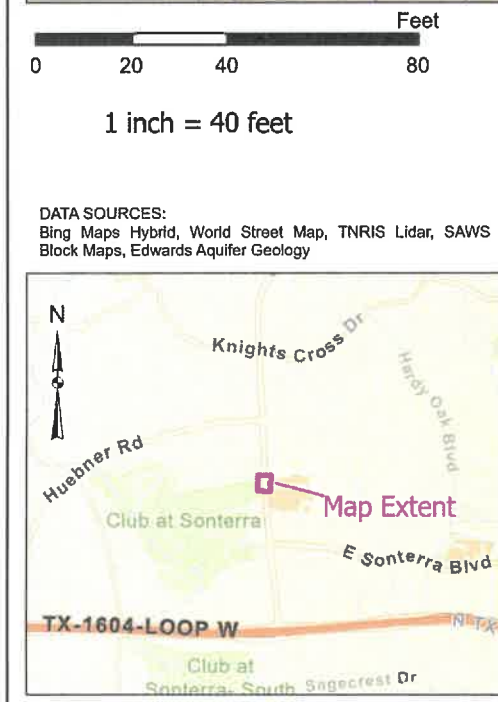 Feet
0 20 40 80
1 inch = 40 feet
DATA SOURCES:
Bing Maps Hybrid, World Street Map, TNRIS Lidar, SAWS
Block Maps, Edwards Aquifer Geology
N
Knights Cross Dr
Hardy Oak Blvd
Huebner Rd
Map Extent
Club at Sonterra
E Sonterra Blvd
TX-1604-LOOP W
N TX
Club at
Sonterra- South
Sagecrest Dr